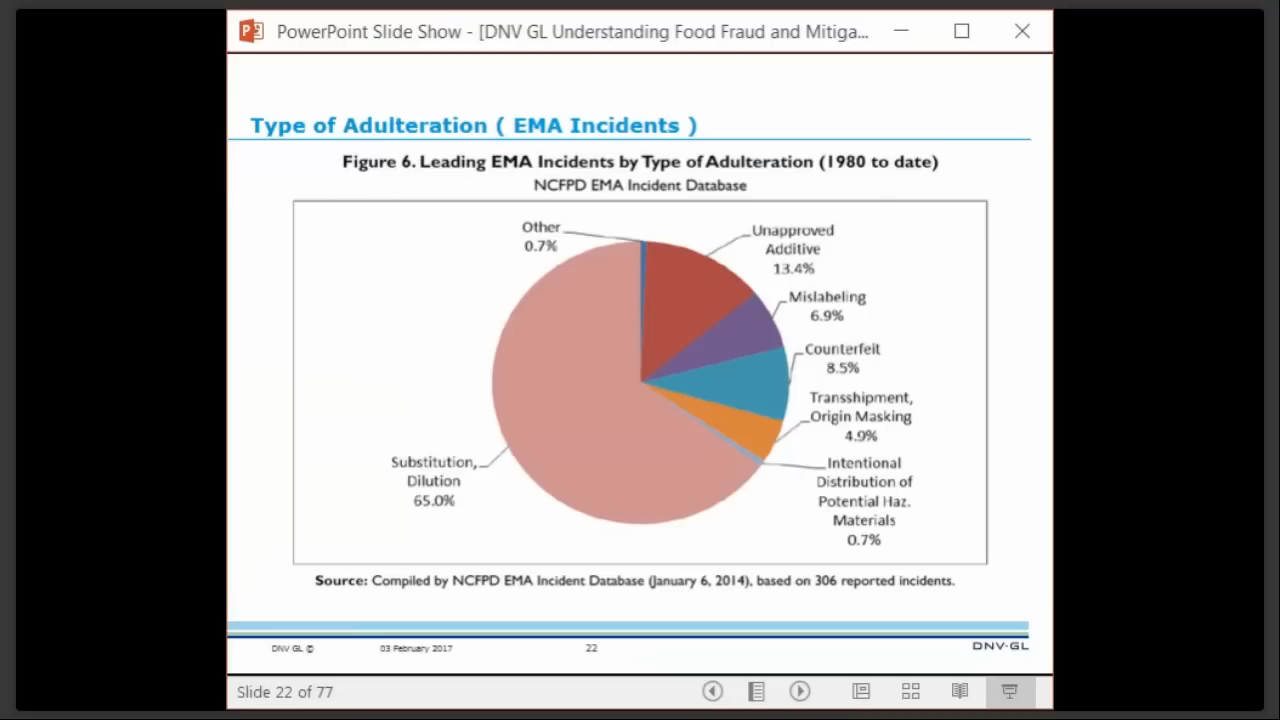 PowerPoint Slide Show - [DNV GL Understanding Food Fraud and Mitiga...
Type of Adulteration ( EMA Incidents )
Figure 6. Leading EMA Incidents by Type of Adulteration (1980 to date)
NCFPD EMA Incident Database
Other
0.7%
Unapproved
Additive
13.4%
Mislabeling
6.9%
Counterfeit
8.5%
Transshipment,
Origin Masking
4.9%
Intentional
Distribution of
Potential Haz.
Materials
0.7%
Substitution,
Dilution
65.0%
Source: Compiled by NCFPD EMA Incident Database (January 6, 2014), based on 306 reported incidents.
DNV GL © 03 February 2017 22 DNV·GL
Slide 22 of 77